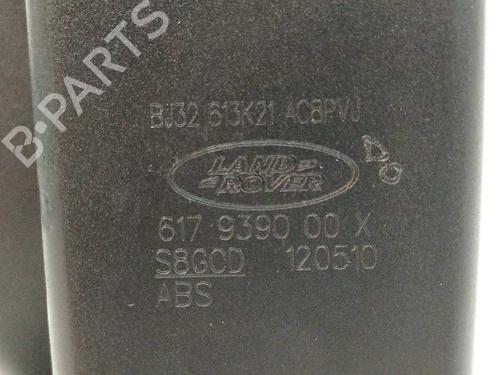 B-PARTS
BJ32 613K21 AC8PVJ
LAND
ROVER
617 9390 00 X
S8GCD 120510
ABS